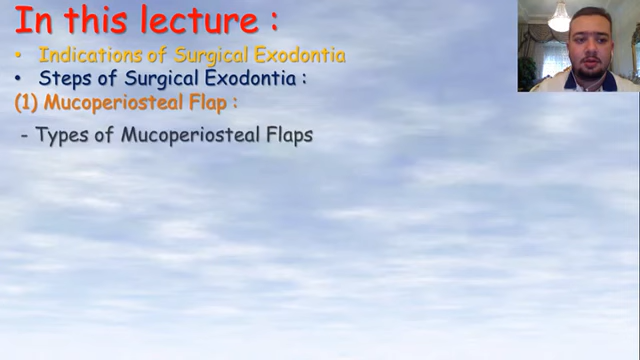 In this lecture :
• Indications of Surgical Exodontia
• Steps of Surgical Exodontia :
(1) Mucoperiosteal Flap :
- Types of Mucoperiosteal Flaps